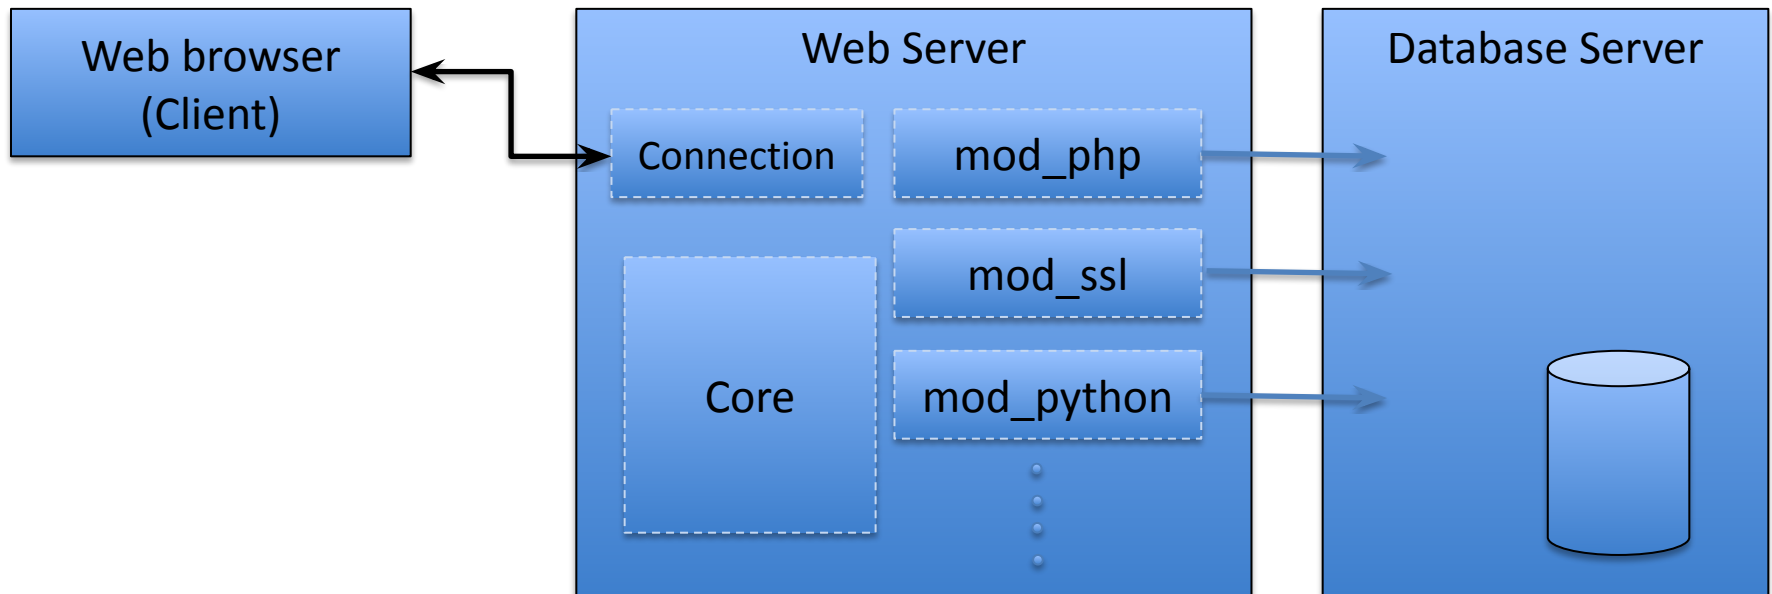 Web browser
(Client)
Web Server
Connection
mod_php
mod_ssl
Core
mod_python
Database Server